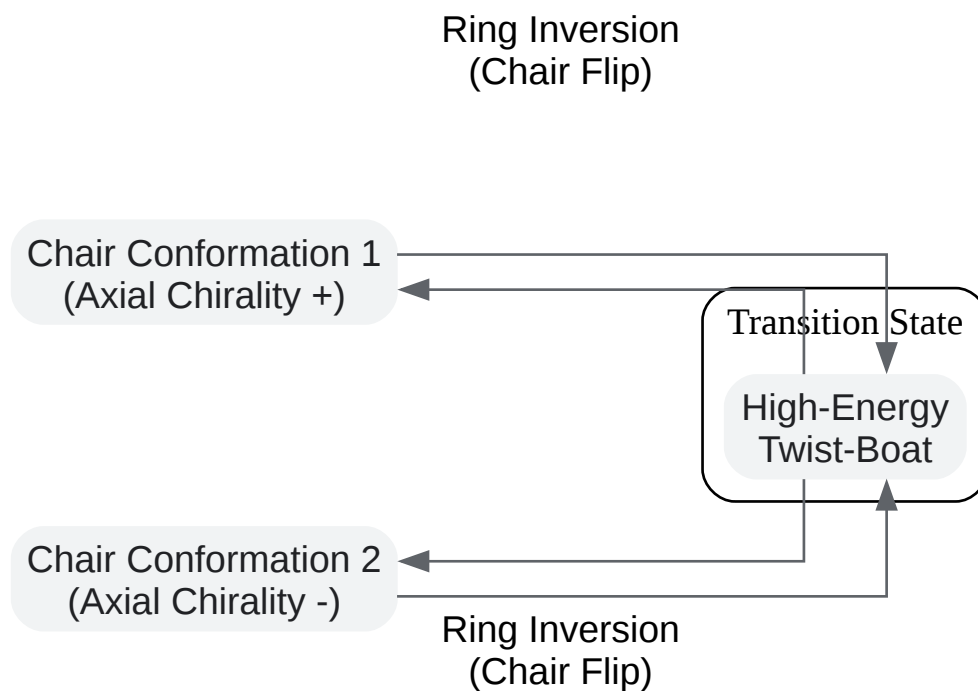 Ring Inversion
(Chair Flip)
Chair Conformation 1
(Axial Chirality +)
Transition State
High-Energy
Twist-Boat
Chair Conformation 2
(Axial Chirality -)
Ring Inversion
(Chair Flip)